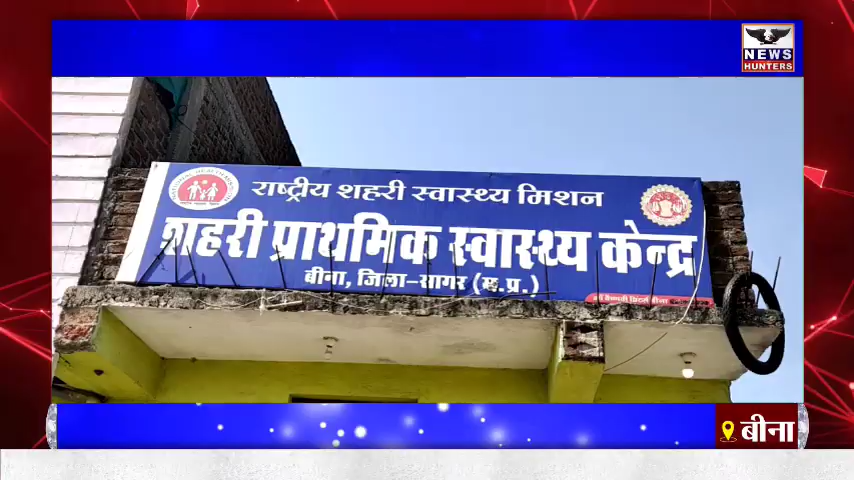 NEWS
HUNTERS
राष्ट्रीय शहरी स्वास्थ्य मिशन
शहरी प्राथमिक स्वास्थ्य केन्द्र
बीना, जिला-सागर (म.प्र.)
बीना